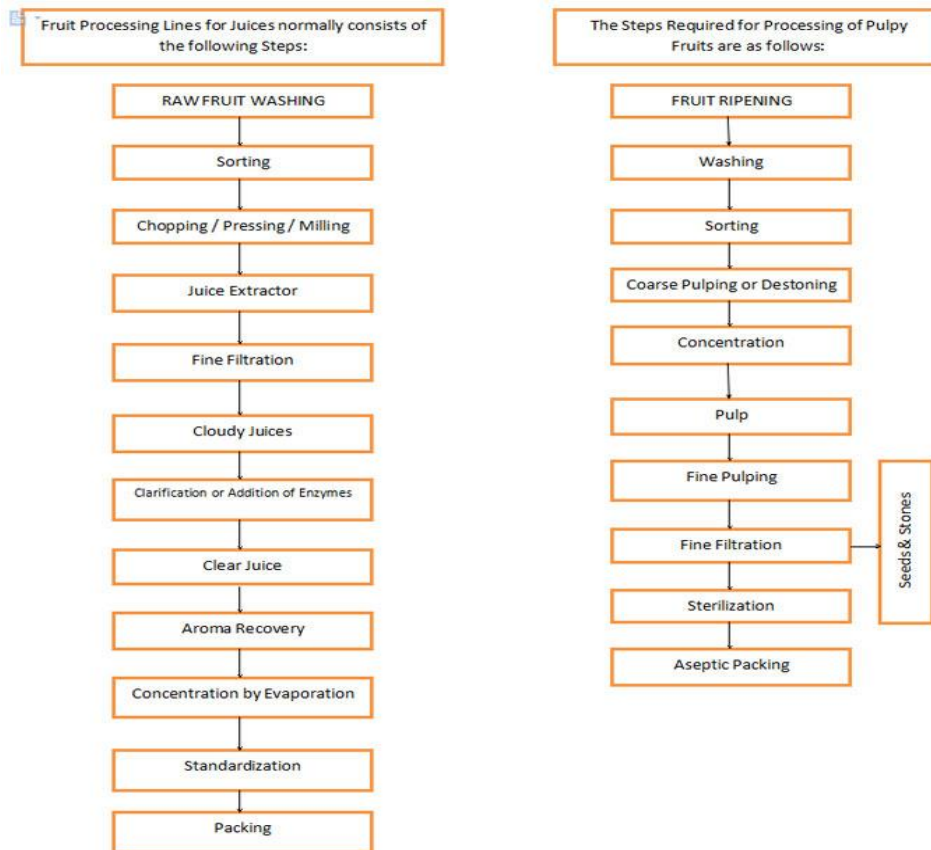 Fruit Processing Lines for Juices normally consists of
the following Steps:
RAW FRUIT WASHING
Sorting
Chopping / Pressing / Milling
Juice Extractor
Fine Filtration
Cloudy Juices
Clarification or Addition of Enzymes
Clear Juice
Aroma Recovery
Concentration by Evaporation
Standardization
Packing
The Steps Required for Processing of Pulpy
Fruits are as follows:
FRUIT RIPENING
Washing
Sorting
Coarse Pulping or Destoning
Concentration
Pulp
Fine Pulping
Fine Filtration
Seeds & Stones
Sterilization
Aseptic Packing